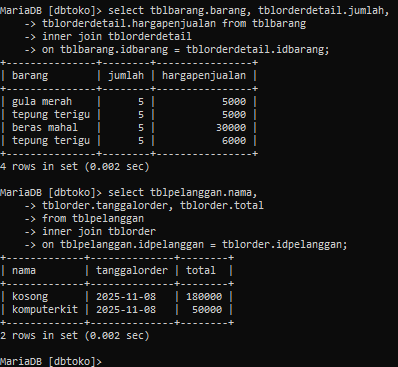 MariaDB [dbtoko]> select tblbarang.barang, tblorderdetail.jumlah,
    -> tblorderdetail.hargapenjualan from tblbarang
    -> inner join tblorderdetail
    -> on tblbarang.idbarang = tblorderdetail.idbarang;
+---------------+--------+----------------+
| barang        | jumlah | hargapenjualan |
+---------------+--------+----------------+
| gula merah    |      5 |           5000 |
| tepung terigu |      5 |           5000 |
| beras mahal   |      5 |          30000 |
| tepung terigu |      5 |           6000 |
+---------------+--------+----------------+
4 rows in set (0.002 sec)

MariaDB [dbtoko]> select tblpelanggan.nama,
    -> tblorder.tanggalorder, tblorder.total
    -> from tblpelanggan
    -> inner join tblorder
    -> on tblpelanggan.idpelanggan = tblorder.idpelanggan;
+-------------+--------------+--------+
| nama        | tanggalorder | total  |
+-------------+--------------+--------+
| kosong      | 2025-11-08   | 180000 |
| komputerkit | 2025-11-08   |  50000 |
+-------------+--------------+--------+
2 rows in set (0.002 sec)

MariaDB [dbtoko]>